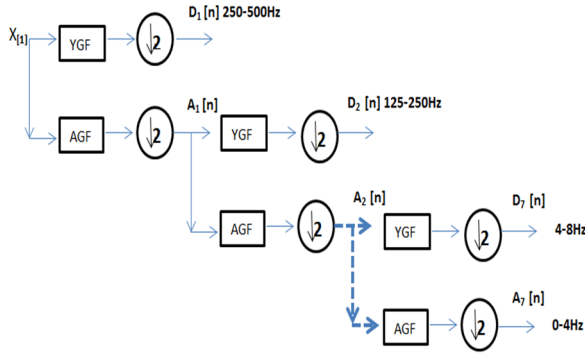 D₁ [n] 250-500Hz
X[1]
YGF
↓2
A₁ [n]
D₂ [n] 125-250Hz
AGF
↓2
YGF
↓2
A₂ [n]
D₇ [n]
AGF
↓2
YGF
↓2
4-8Hz
A₇ [n]
AGF
↓2
0-4Hz